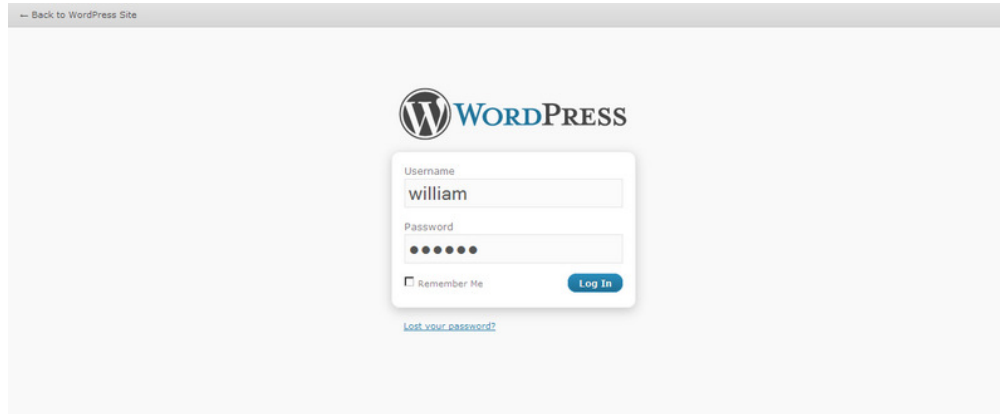 ← Back to WordPress Site
WORDPRESS
Username
william
Password
●●●●●●
Remember Me
Log In
Lost your password?